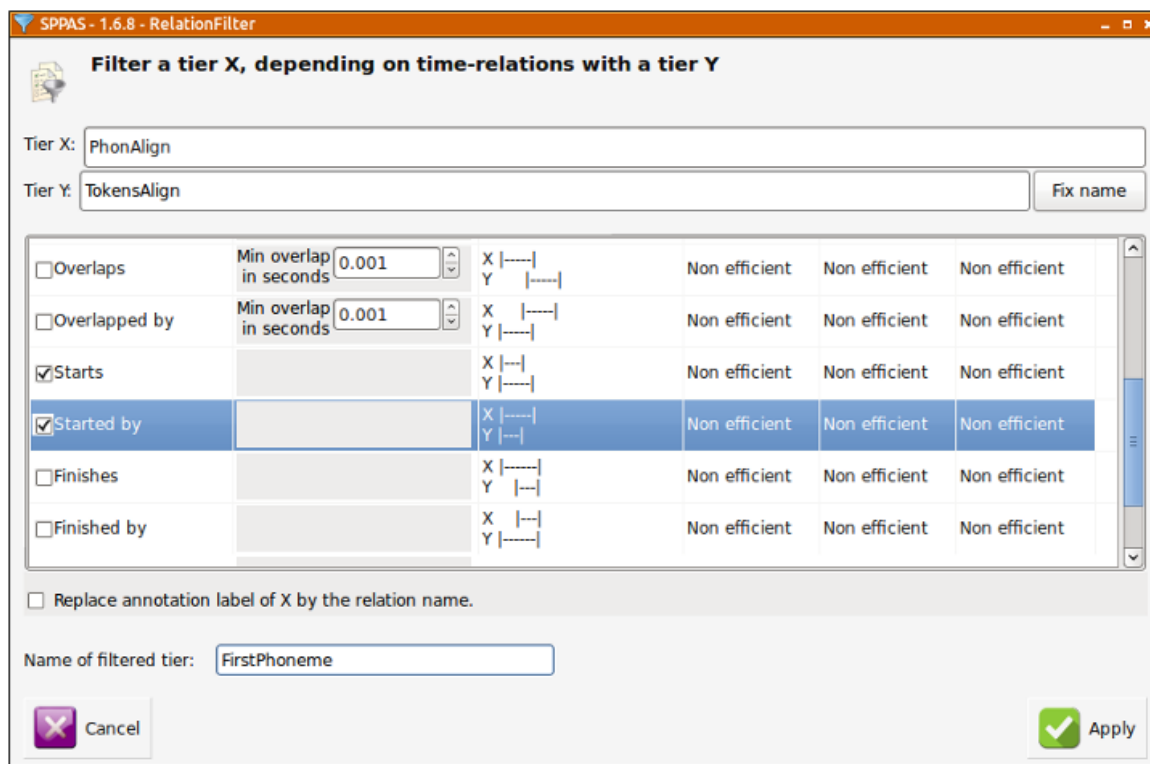 SPPAS - 1.6.8 - RelationFilter
Filter a tier X, depending on time-relations with a tier Y
Tier X: PhonAlign
Tier Y: TokensAlign Fix name
Overlaps Min overlap in seconds 0.001 X |-----| Y |-----| Non efficient Non efficient Non efficient
Overlapped by Min overlap in seconds 0.001 X |-----| Y |-----| Non efficient Non efficient Non efficient
Starts X |---| Y |-----| Non efficient Non efficient Non efficient
Started by X |-----| Y |---| Non efficient Non efficient Non efficient
Finishes X |------| Y |---| Non efficient Non efficient Non efficient
Finished by X |---| Y |------| Non efficient Non efficient Non efficient
Replace annotation label of X by the relation name.
Name of filtered tier: FirstPhoneme
Cancel Apply